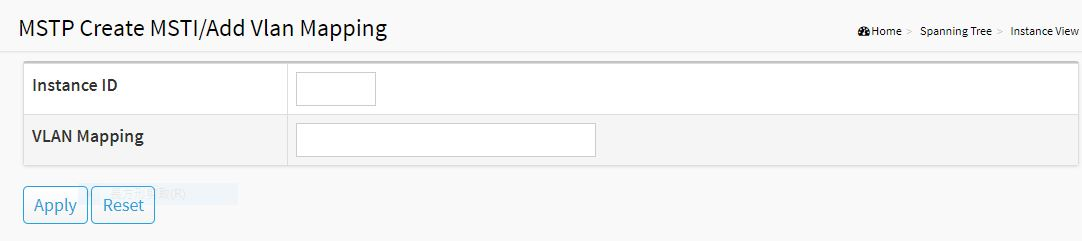 MSTP Create MSTI/Add Vlan Mapping
Home > Spanning Tree > Instance View
Instance ID
VLAN Mapping
Apply Reset